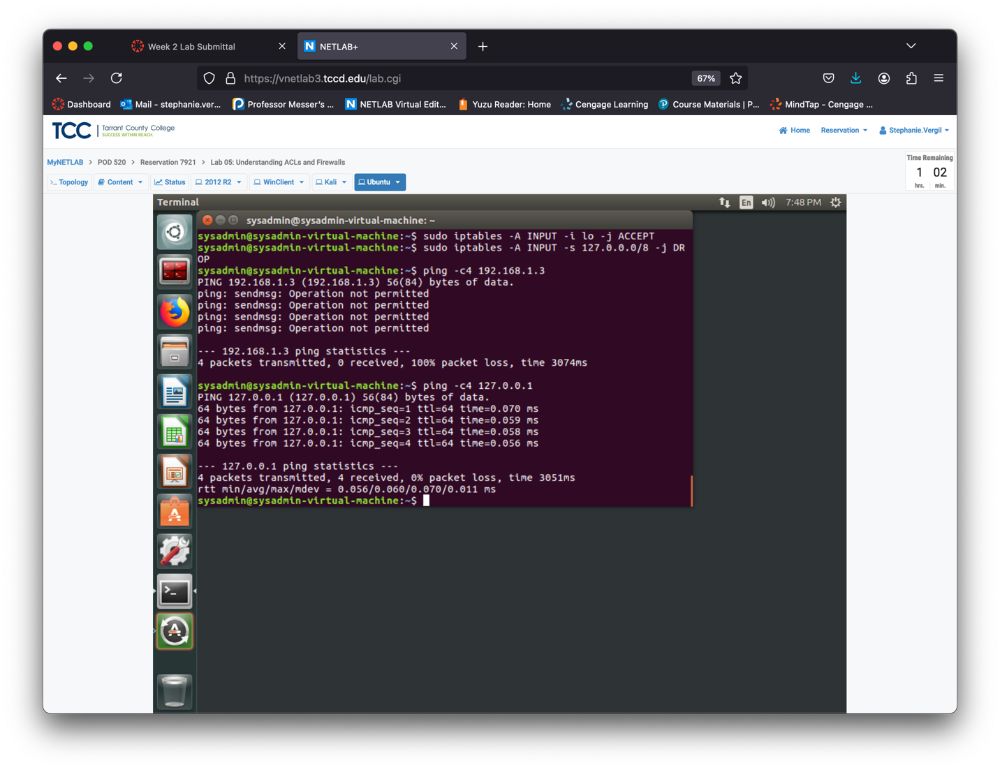 Week 2 Lab Submittal
NETLAB+
https://vnetlab3.tccd.edu/lab.cgi
67%
Dashboard
Mail - stephanie.ver...
Professor Messer's ...
NETLAB Virtual Edit...
Yuzu Reader: Home
Cengage Learning
Course Materials | P...
MindTap - Cengage ...
TCC
Tarrant County College
SUCCESS WITHIN REACH.
Home
Reservation
Stephanie.Vergil
MyNETLAB > POD 520 > Reservation 7921 > Lab 05: Understanding ACLs and Firewalls
Time Remaining
1 02
hrs. min.
>_ Topology
Content
Status
2012 R2
WinClient
Kali
Ubuntu
Terminal
En
7:48 PM
sysadmin@sysadmin-virtual-machine: ~
sysadmin@sysadmin-virtual-machine:~$ sudo iptables -A INPUT -i lo -j ACCEPT
sysadmin@sysadmin-virtual-machine:~$ sudo iptables -A INPUT -s 127.0.0.0/8 -j DR
OP
sysadmin@sysadmin-virtual-machine:~$ ping -c4 192.168.1.3
PING 192.168.1.3 (192.168.1.3) 56(84) bytes of data.
ping: sendmsg: Operation not permitted
ping: sendmsg: Operation not permitted
ping: sendmsg: Operation not permitted
ping: sendmsg: Operation not permitted
--- 192.168.1.3 ping statistics ---
4 packets transmitted, 0 received, 100% packet loss, time 3074ms
sysadmin@sysadmin-virtual-machine:~$ ping -c4 127.0.0.1
PING 127.0.0.1 (127.0.0.1) 56(84) bytes of data.
64 bytes from 127.0.0.1: icmp_seq=1 ttl=64 time=0.070 ms
64 bytes from 127.0.0.1: icmp_seq=2 ttl=64 time=0.059 ms
64 bytes from 127.0.0.1: icmp_seq=3 ttl=64 time=0.058 ms
64 bytes from 127.0.0.1: icmp_seq=4 ttl=64 time=0.056 ms
--- 127.0.0.1 ping statistics ---
4 packets transmitted, 4 received, 0% packet loss, time 3051ms
rtt min/avg/max/mdev = 0.056/0.060/0.070/0.011 ms
sysadmin@sysadmin-virtual-machine:~$